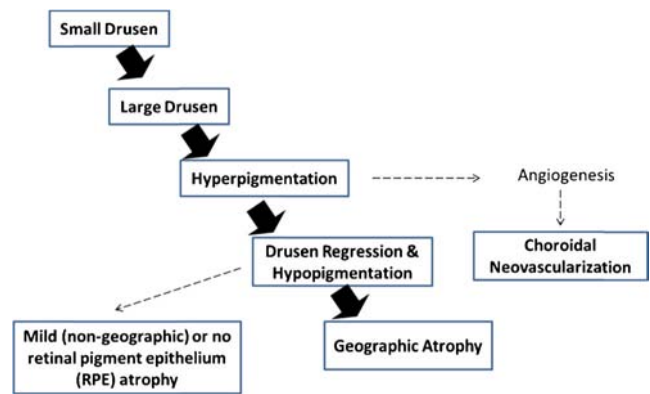 Small Drusen
Large Drusen
Hyperpigmentation
Angiogenesis
Drusen Regression &
Hypopigmentation
Choroidal
Neovascularization
Mild (non-geographic) or no
retinal pigment epithelium
(RPE) atrophy
Geographic Atrophy